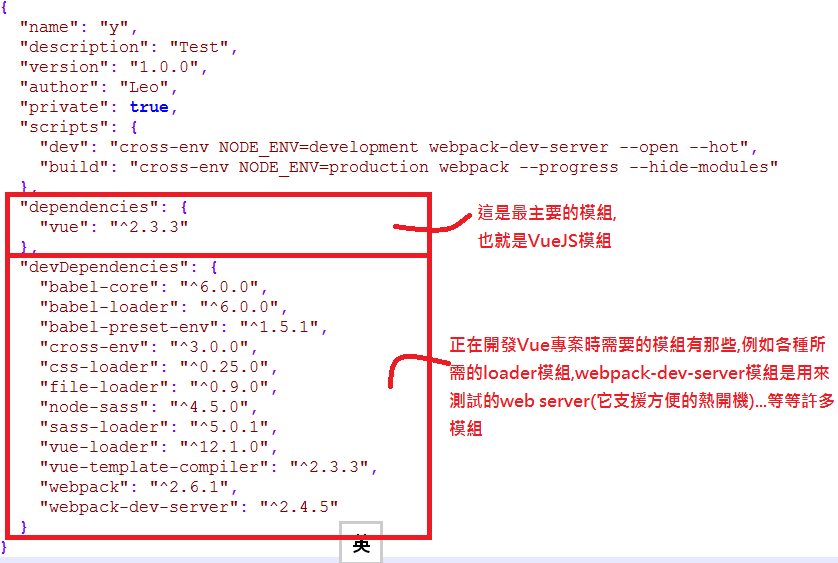 {
  "name": "y",
  "description": "Test",
  "version": "1.0.0",
  "author": "Leo",
  "private": true,
  "scripts": {
    "dev": "cross-env NODE_ENV=development webpack-dev-server --open --hot",
    "build": "cross-env NODE_ENV=production webpack --progress --hide-modules"
  },
  "dependencies": {
    "vue": "^2.3.3"
  },
這是最主要的模組,
也就是VueJS模組
  "devDependencies": {
    "babel-core": "^6.0.0",
    "babel-loader": "^6.0.0",
    "babel-preset-env": "^1.5.1",
    "cross-env": "^3.0.0",
    "css-loader": "^0.25.0",
    "file-loader": "^0.9.0",
    "node-sass": "^4.5.0",
    "sass-loader": "^5.0.1",
    "vue-loader": "^12.1.0",
    "vue-template-compiler": "^2.3.3",
    "webpack": "^2.6.1",
    "webpack-dev-server": "^2.4.5"
  }
}
正在開發Vue專案時需要的模組有那些,例如各種所
需的loader模組,webpack-dev-server模組是用來
測試的web server(它支援方便的熱開機)...等等許多
模組
英